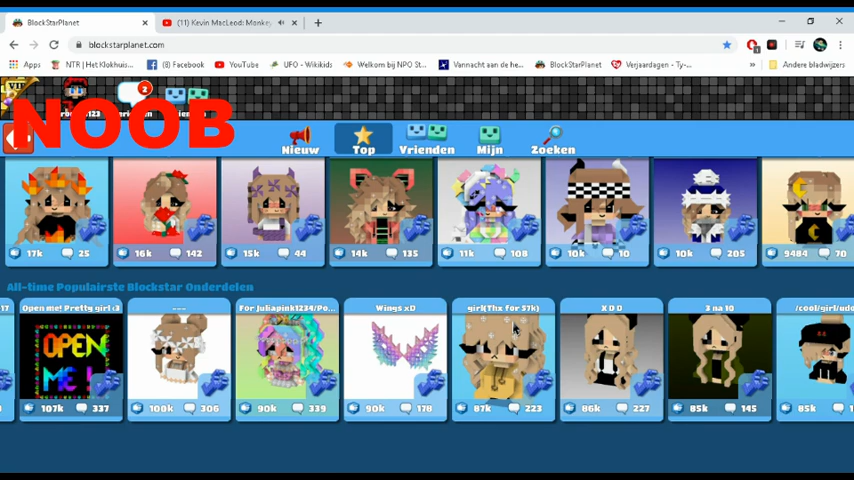 BlockStarPlanet
(11) Kevin MacLeod: Monkey
blockstarplanet.com
Apps NTR | Het Klokhuis... (8) Facebook YouTube UFO - Wikikids Welkom bij NPO St... Vannacht aan de he... BlockStarPlanet Verjaardagen - Ty-... » Andere bladwijzers
VIP
2
NOOB
Nieuw Top Vrienden Mijn Zoeken
17k 25 16k 142 15k 44 14k 135 11k 108 10k 10 10k 205 9484 70
All-time Populairste Blockstar Onderdelen
17 Open me! Pretty girl<3 --- For Juliapink1234/Po... Wings xD girl(Thx for 57k) X D D 3 na 10 /cool/girl/udo
OPEN
ME !
107k 337 100k 306 90k 339 90k 178 87k 223 86k 227 85k 145 85k